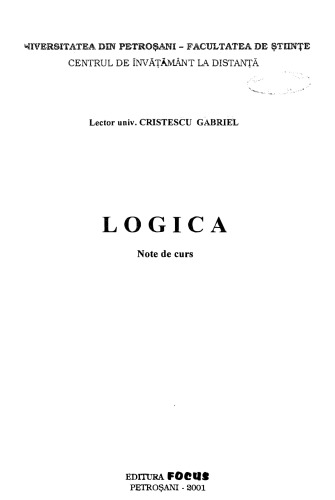 NIVERSITATEA DIN PETROŞANI – FACULTATEA DE ŞTIINŢE
CENTRUL DE ÎNVĂŢĂMÂNT LA DISTANŢĂ
Lector univ. CRISTESCU GABRIEL
LOGICA
Note de curs
EDITURA FOCUS
PETROŞANI - 2001